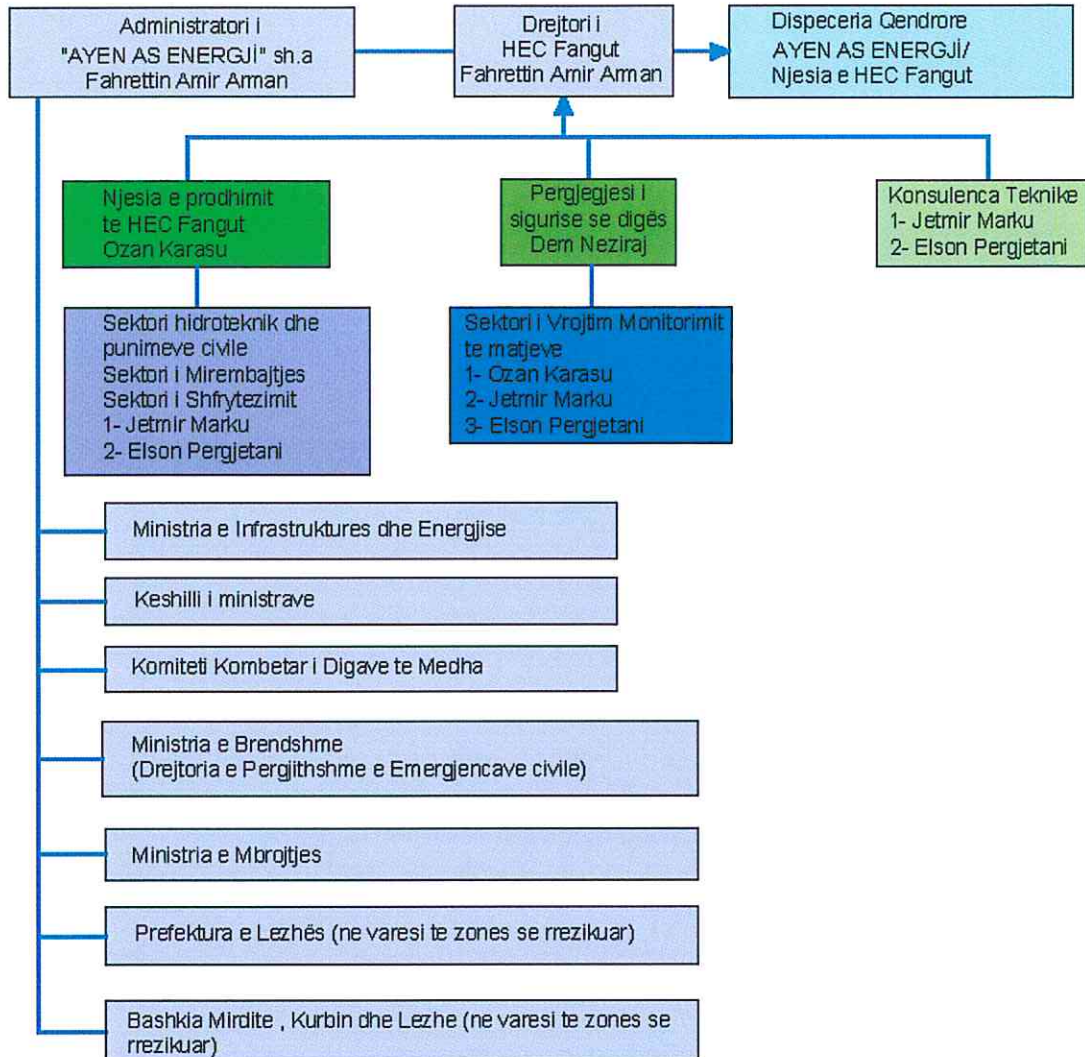 Administratori i
"AYEN AS ENERGJİ" sh.a
Fahrettin Amir Arman
Drejtori i
HEC Fangut
Fahrettin Amir Arman
Dispeceria Qendrore
AYEN AS ENERGJİ/
Njesia e HEC Fangut
Njesia e prodhimit
te HEC Fangut
Ozan Karasu
Pergjegjesi i
sigurise se digës
Dem Neziraj
Konsulenca Teknike
1- Jetmir Marku
2- Elson Pergjetani
Sektori hidroteknik dhe
punimeve civile
Sektori i Mirembajtjes
Sektori i Shfrytezimit
1- Jetmir Marku
2- Elson Pergjetani
Sektori i Vrojtim Monitorimit
te matjeve
1- Ozan Karasu
2- Jetmir Marku
3- Elson Pergjetani
Ministria e Infrastruktures dhe Energjise
Keshilli i ministrave
Komiteti Kombetar i Digave te Medha
Ministria e Brendshme
(Drejtoria e Pergjithshme e Emergjencave civile)
Ministria e Mbrojtjes
Prefektura e Lezhës (ne varesi te zones se rrezikuar)
Bashkia Mirdite , Kurbin dhe Lezhe (ne varesi te zones se
rrezikuar)